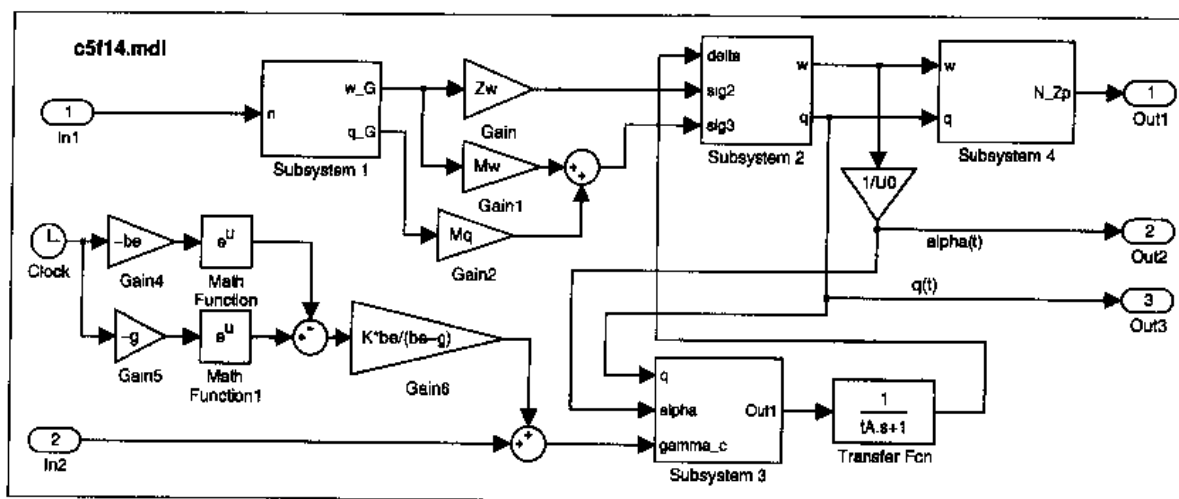 c5f14.mdl
1
In1
n
w_G
q_G
Subsystem 1
Zw
Gain
Mw
Gain1
Mq
Gain2
+
+
delta
sig2
sig3
w
q
Subsystem 2
w
q
N_Zp
Subsystem 4
1
Out1
1/U0
alpha(t)
2
Out2
q(t)
3
Out3
Clock
-be
Gain4
e^u
Math
Function
-g
Gain5
e^u
Math
Function1
+
-
K*be/(be-g)
Gain6
2
In2
+
+
q
alpha
gamma_c
Out1
Subsystem 3
1
tA.s+1
Transfer Fcn